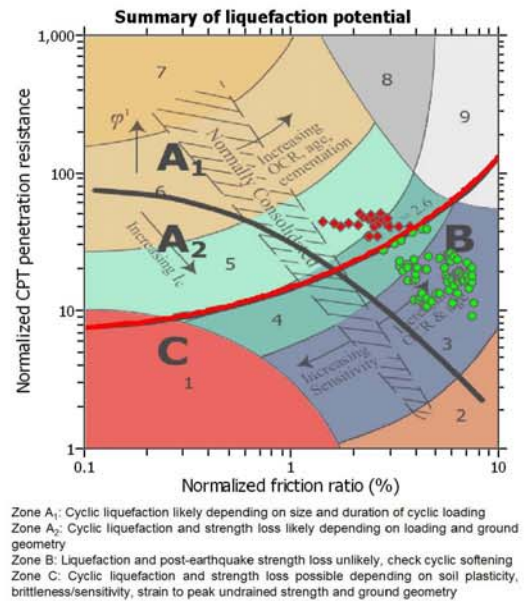 Summary of liquefaction potential
1,000
7
8
9
φ'
Increasing
OCR, age,
cementation
Normally Consolidated
A1
100
6
A2
Increasing Ic
= 2.6
B
5
10
4
Increasing
Sensitivity
3
C
1
2
1
0.1
1
10
Normalized CPT penetration resistance
Normalized friction ratio (%)
Zone A1: Cyclic liquefaction likely depending on size and duration of cyclic loading
Zone A2: Cyclic liquefaction and strength loss likely depending on loading and ground
geometry
Zone B: Liquefaction and post-earthquake strength loss unlikely, check cyclic softening
Zone C: Cyclic liquefaction and strength loss possible depending on soil plasticity,
brittleness/sensitivity, strain to peak undrained strength and ground geometry